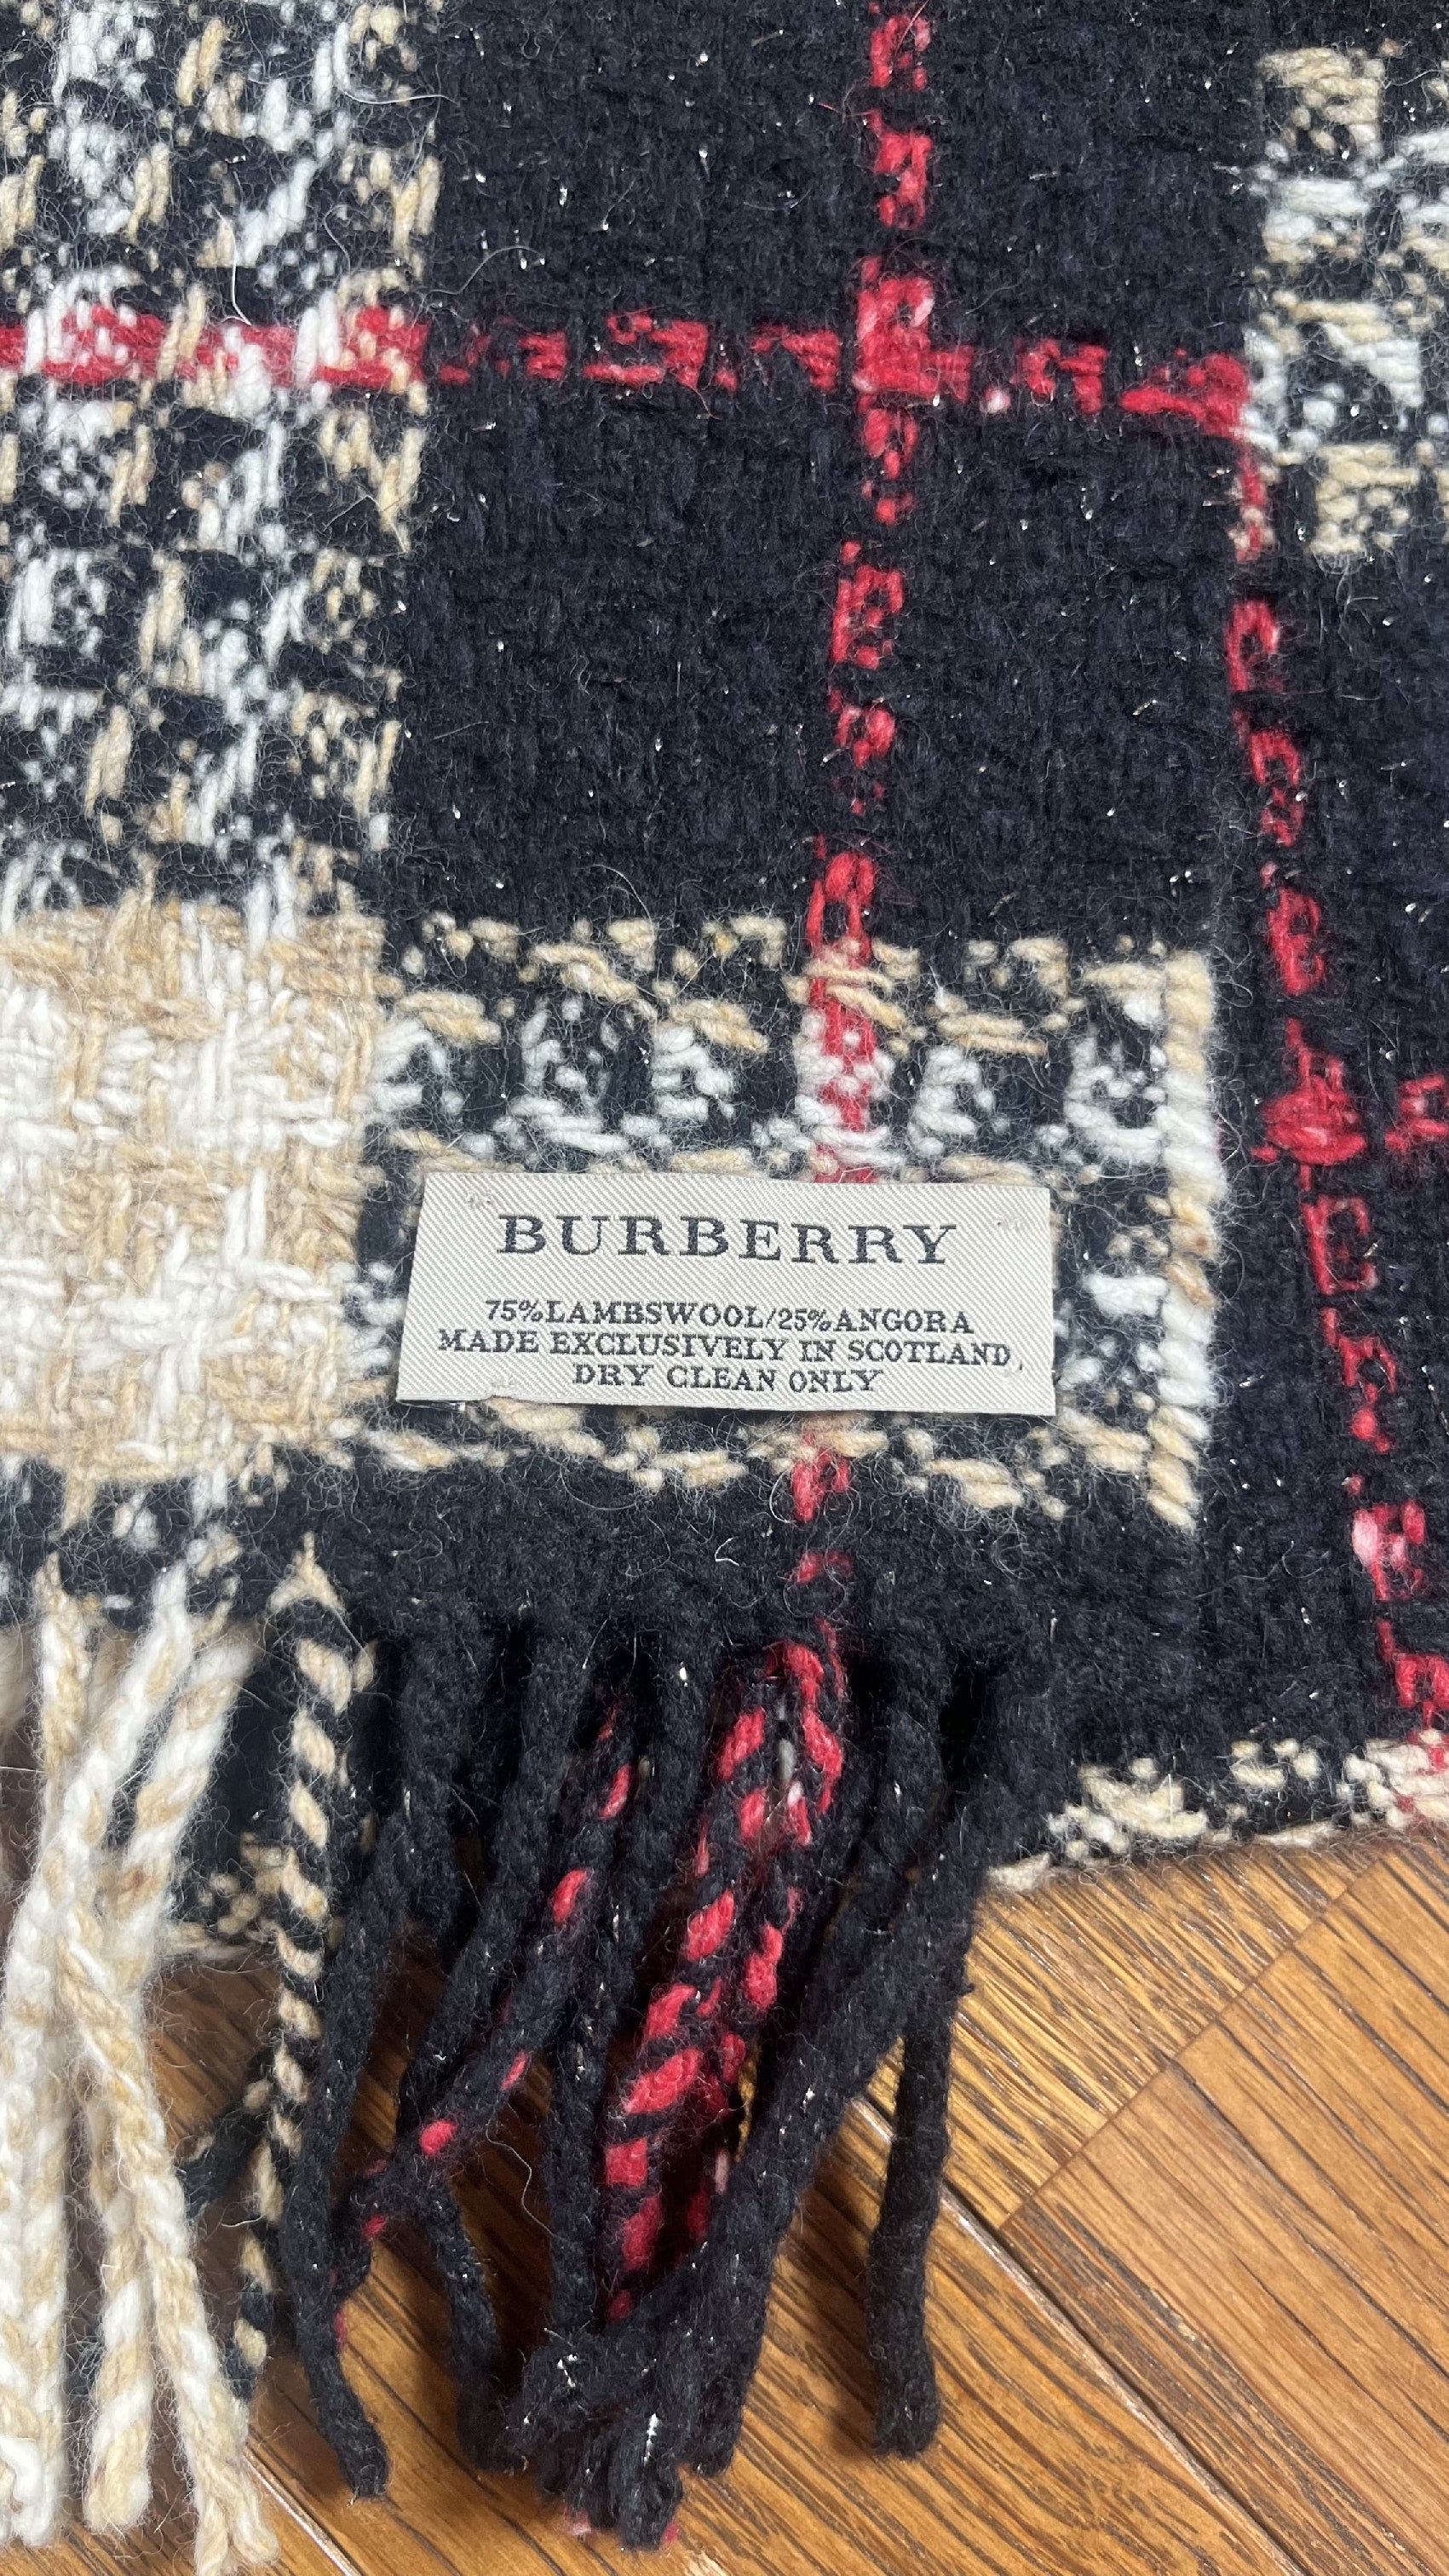 BURBERRY
75%LAMBSWOOL/25%ANGORA
MADE EXCLUSIVELY IN SCOTLAND
DRY CLEAN ONLY